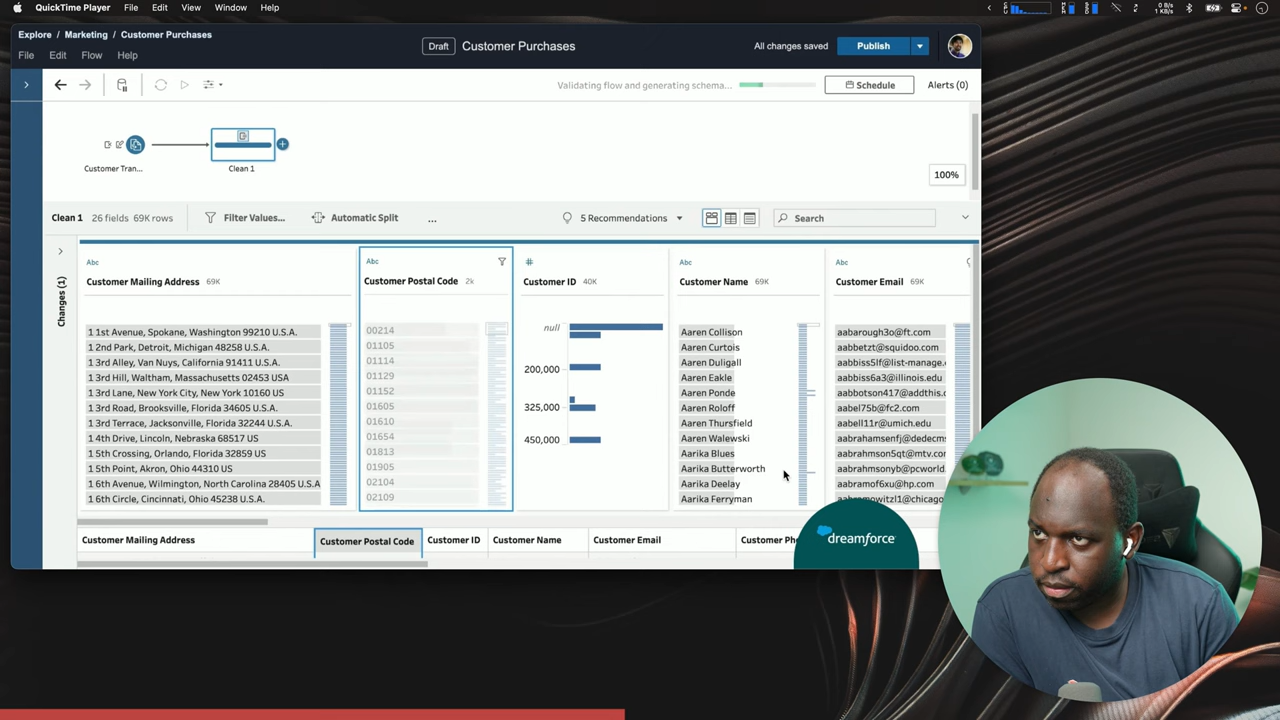 QuickTime Player File Edit View Window Help
0 B/s
1 KB/s
Explore / Marketing / Customer Purchases
File Edit Flow Help
Draft Customer Purchases
All changes saved Publish
Validating flow and generating schema...
Schedule Alerts (0)
Customer Tran...
Clean 1
100%
Clean 1 26 fields 69K rows Filter Values... Automatic Split ... 5 Recommendations Search
Changes (1)
Abc
Customer Mailing Address 69K
1 1st Avenue, Spokane, Washington 99210 U.S.A.
1 2nd Park, Detroit, Michigan 48258 U.S.A.
1 3rd Alley, Van Nuys, California 91411 U.S.A.
1 3rd Hill, Waltham, Massachusetts 02453 USA
1 3rd Lane, New York City, New York 10160 US
1 3rd Road, Brooksville, Florida 34605 U.S.A.
1 3rd Terrace, Jacksonville, Florida 32277 U.S.A.
1 4th Drive, Lincoln, Nebraska 68517 US
1 5th Crossing, Orlando, Florida 32859 US
1 5th Point, Akron, Ohio 44310 US
1 6th Avenue, Wilmington, North Carolina 28405 U.S.A
1 6th Circle, Cincinnati, Ohio 45238 U.S.A.
Abc
Customer Postal Code 2k
00214
01105
01114
01129
01152
01605
01610
01654
01813
01905
02104
02109
#
Customer ID 40K
null
200,000
325,000
450,000
Abc
Customer Name 69K
Aaren Collison
Aaren Curtois
Aaren Duligall
Aaren Eakle
Aaren Ponde
Aaren Roloff
Aaren Thursfield
Aaren Walewski
Aarika Blues
Aarika Butterworth
Aarika Dealay
Aarika Ferryman
Abc
Customer Email 69K
aabarough3o@ft.com
aabbetzt@squidoo.com
aabbiss5lf@list-manage.
aabbiss6a3@illinois.edu
aabotson417@addthis.
aabel75b@fc2.com
aabell11r@umich.edu
aabrahamsenfj@dedecm
aabrahmson5qt@nyu.com
aabrahmsonyb@pcworld
aabramof6xu@hp.com
Customer Mailing Address Customer Postal Code Customer ID Customer Name Customer Email
dreamforce